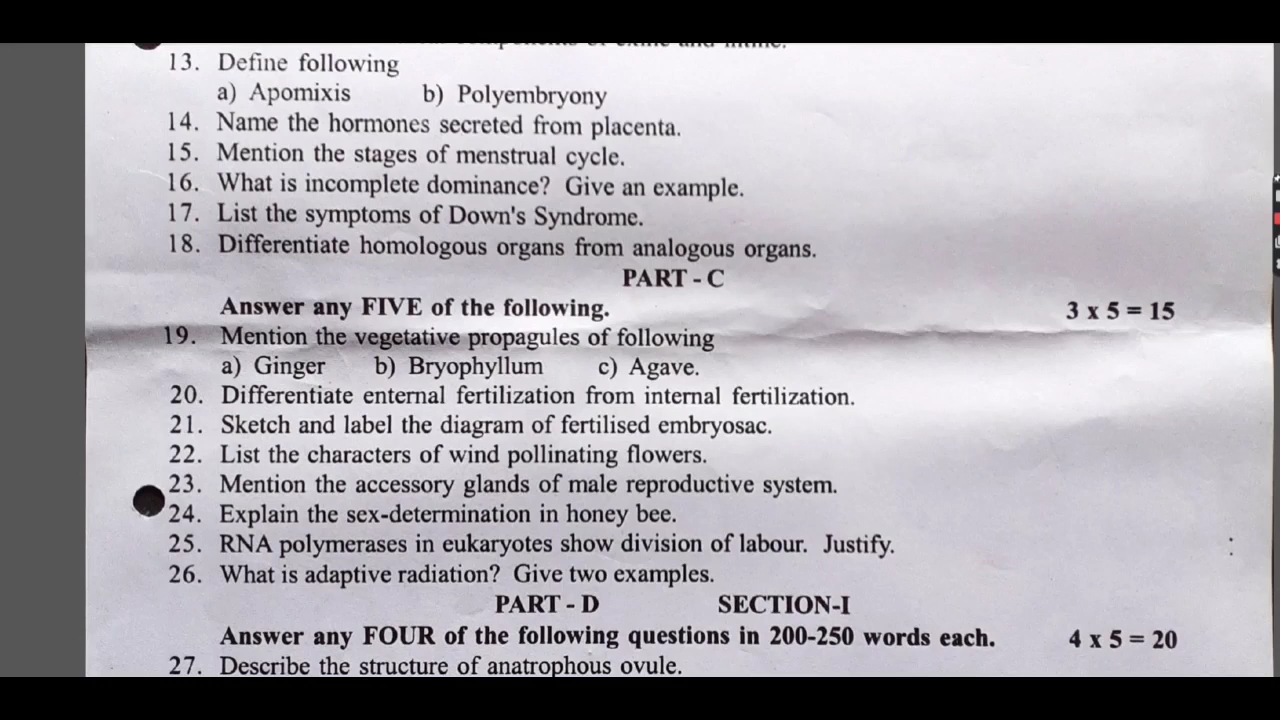 13. Define following
a) Apomixis b) Polyembryony
14. Name the hormones secreted from placenta.
15. Mention the stages of menstrual cycle.
16. What is incomplete dominance? Give an example.
17. List the symptoms of Down's Syndrome.
18. Differentiate homologous organs from analogous organs.
PART - C
Answer any FIVE of the following. 3 x 5 = 15
19. Mention the vegetative propagules of following
a) Ginger b) Bryophyllum c) Agave.
20. Differentiate enternal fertilization from internal fertilization.
21. Sketch and label the diagram of fertilised embryosac.
22. List the characters of wind pollinating flowers.
23. Mention the accessory glands of male reproductive system.
24. Explain the sex-determination in honey bee.
25. RNA polymerases in eukaryotes show division of labour. Justify.
26. What is adaptive radiation? Give two examples.
PART - D SECTION-I
Answer any FOUR of the following questions in 200-250 words each. 4 x 5 = 20
27. Describe the structure of anatrophous ovule.